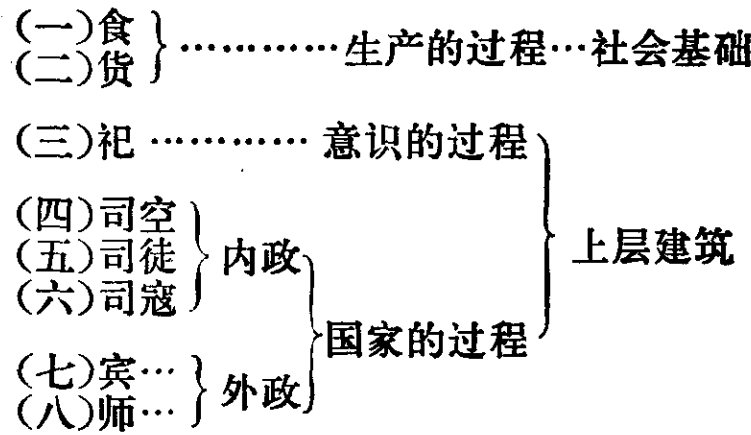 (一)食
(二)货
…………生产的过程…社会基础
(三)祀…………意识的过程
(四)司空
(五)司徒
(六)司寇
内政
(七)宾…
(八)师…
外政
国家的过程
上层建筑